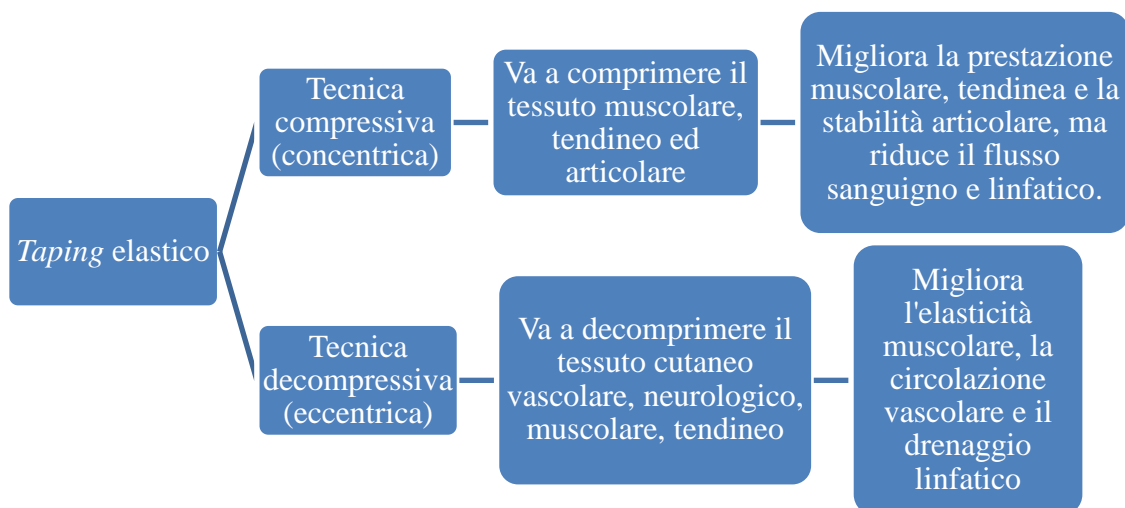 Taping elastico
Tecnica
compressiva
(concentrica)
Va a comprimere il
tessuto muscolare,
tendineo ed
articolare
Migliora la prestazione
muscolare, tendinea e la
stabilità articolare, ma
riduce il flusso
sanguigno e linfatico.
Tecnica
decompressiva
(eccentrica)
Va a decomprimere il
tessuto cutaneo
vascolare, neurologico,
muscolare, tendineo
Migliora
l'elasticità
muscolare, la
circolazione
vascolare e il
drenaggio
linfatico